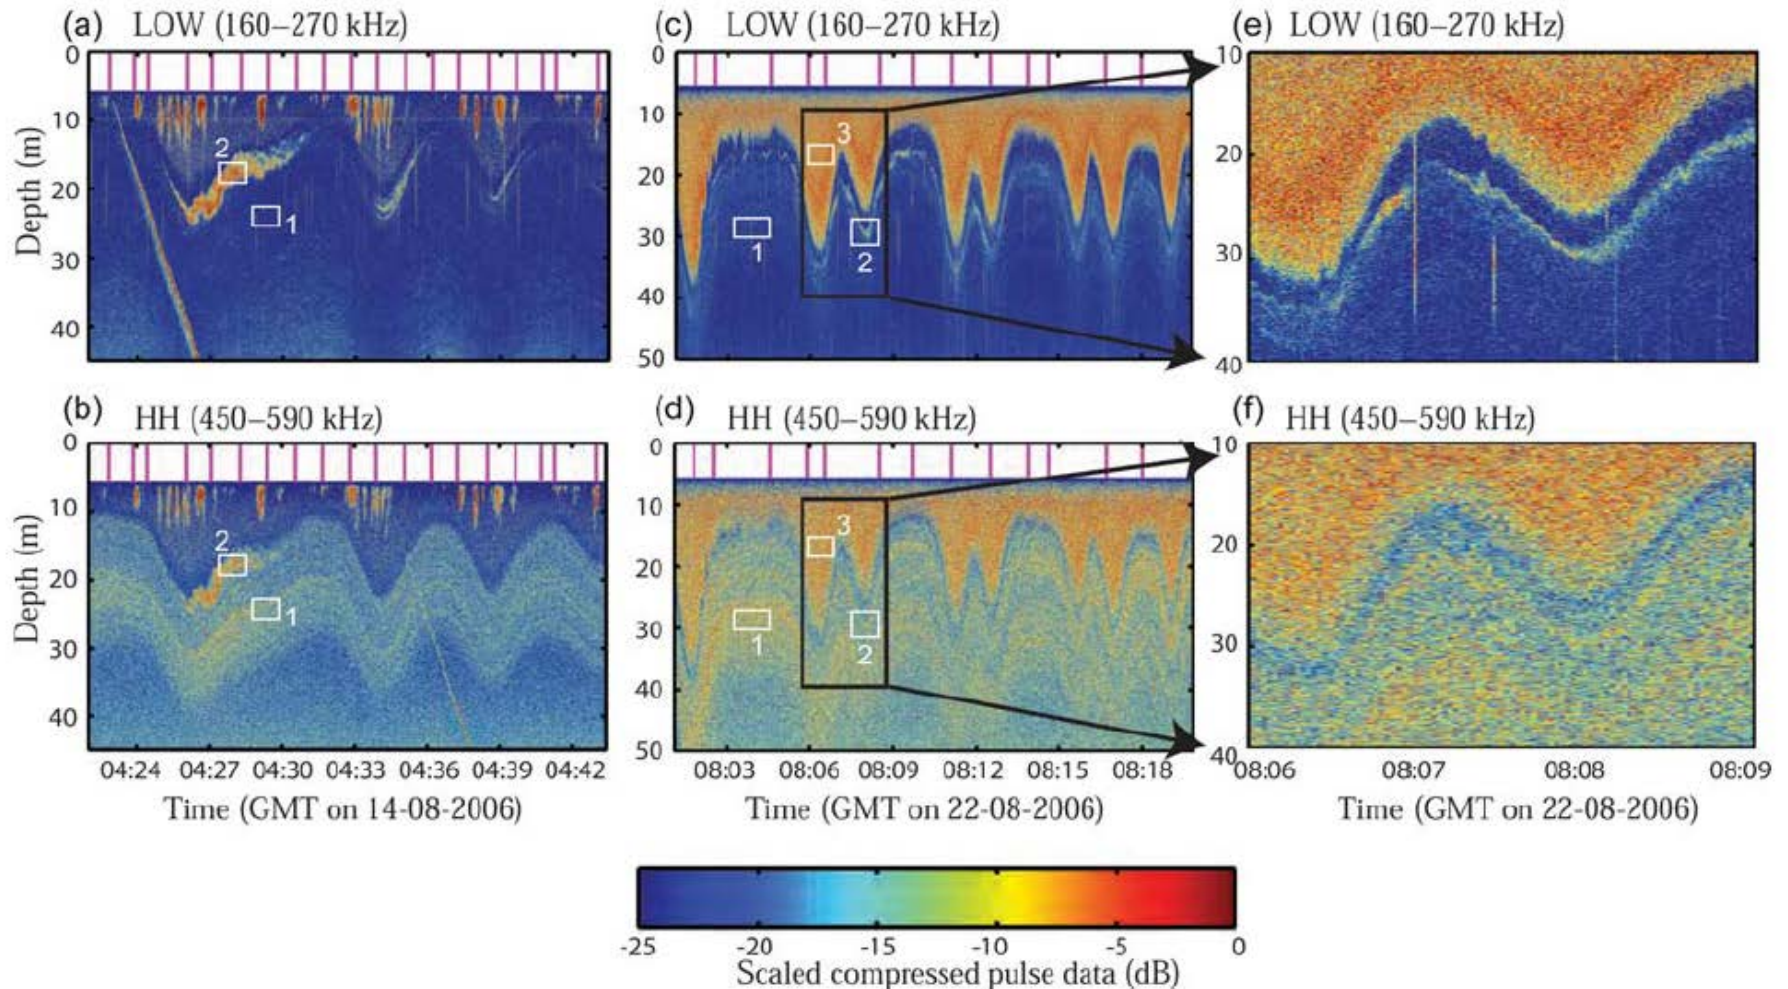 (a) LOW (160–270 kHz)
(c) LOW (160–270 kHz)
(e) LOW (160–270 kHz)
0
10
20
30
40
Depth (m)
2
1
0
10
20
30
40
50
3
1
2
10
20
30
40
(b) HH (450–590 kHz)
(d) HH (450–590 kHz)
(f) HH (450–590 kHz)
0
10
20
30
40
Depth (m)
2
1
0
10
20
30
40
50
3
1
2
10
20
30
40
04:24 04:27 04:30 04:33 04:36 04:39 04:42
08:03 08:06 08:09 08:12 08:15 08:18
08:06 08:07 08:08 08:09
Time (GMT on 14-08-2006)
Time (GMT on 22-08-2006)
Time (GMT on 22-08-2006)
-25 -20 -15 -10 -5 0
Scaled compressed pulse data (dB)